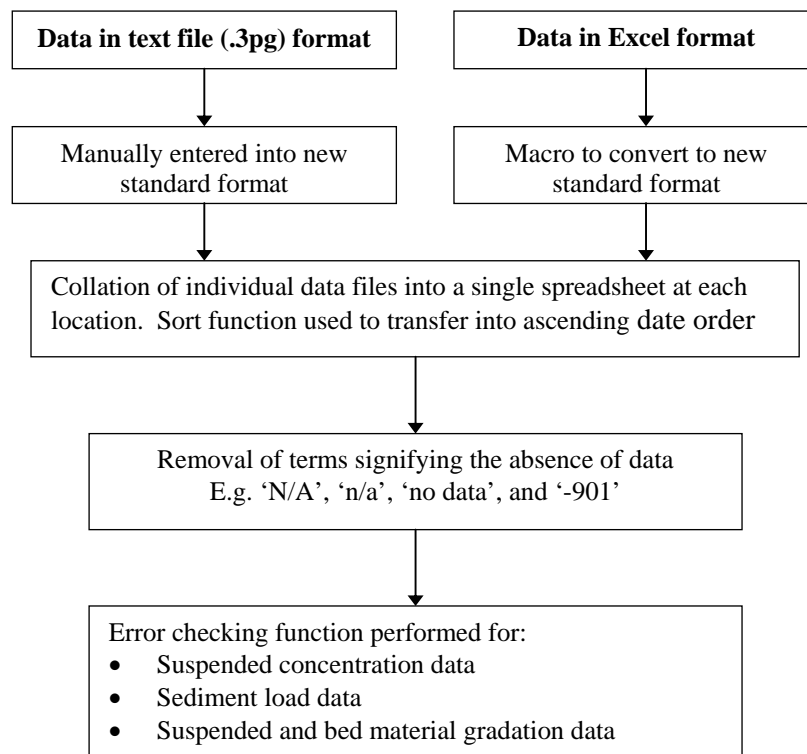 Data in text file (.3pg) format
Data in Excel format
Manually entered into new
standard format
Macro to convert to new
standard format
Collation of individual data files into a single spreadsheet at each
location.  Sort function used to transfer into ascending date order
Removal of terms signifying the absence of data
E.g. ‘N/A’, ‘n/a’, ‘no data’, and ‘-901’
Error checking function performed for:
• Suspended concentration data
• Sediment load data
• Suspended and bed material gradation data